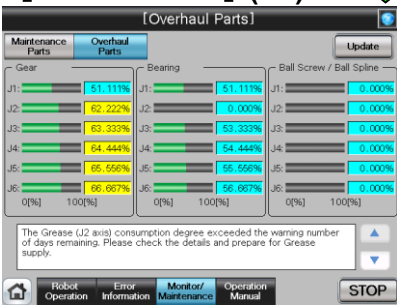 [Overhaul Parts]
Maintenance Parts
Overhaul Parts
Update
Gear
Bearing
Ball Screw / Ball Spline
J1: 51.111% J1: 51.111% J1: 0.000%
J2: 62.222% J2: 0.000% J2: 0.000%
J3: 63.333% J3: 53.333% J3: 0.000%
J4: 64.444% J4: 54.444% J4: 0.000%
J5: 65.556% J5: 55.556% J5: 0.000%
J6: 66.667% J6: 56.667% J6: 0.000%
0[%] 100[%] 0[%] 100[%] 0[%] 100[%]
The Grease (J2 axis) consumption degree exceeded the warning number
of days remaining. Please check the details and prepare for Grease
supply.
Robot Operation
Error Information
Monitor/ Maintenance
Operation Manual
STOP